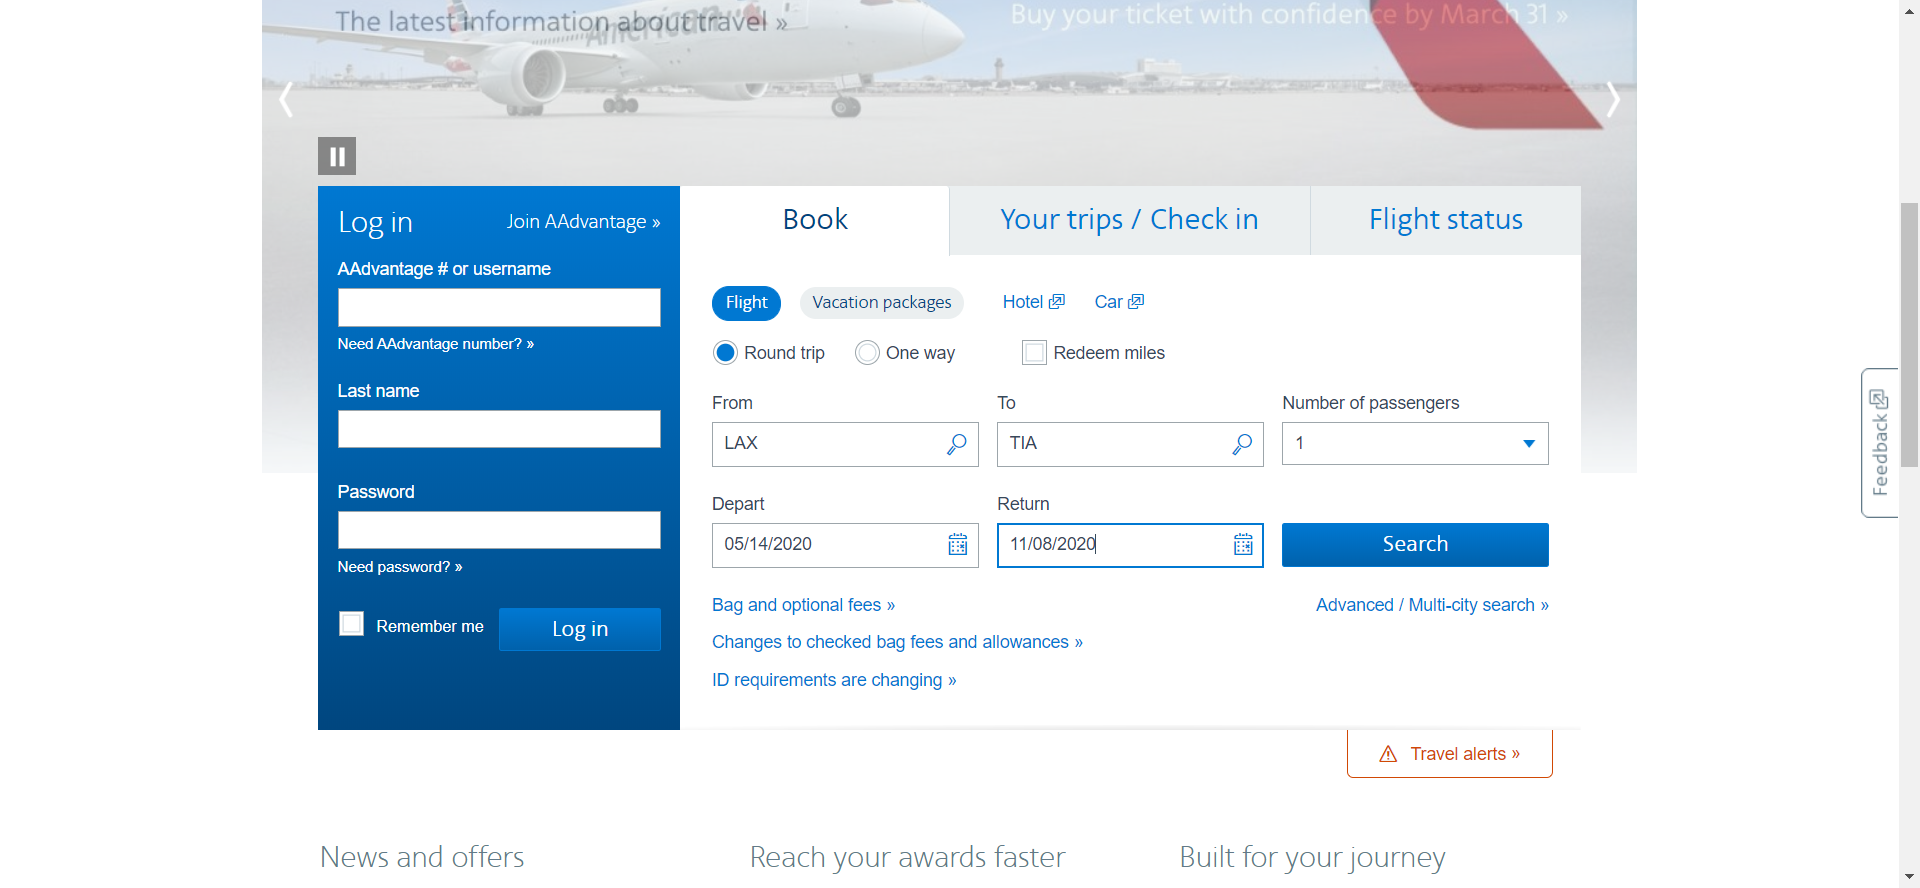 The latest information about travel »
Buy your ticket with confidence by March 31 »
American
Log in
Join AAdvantage »
AAdvantage # or username
Need AAdvantage number? »
Last name
Password
Need password? »
Remember me
Log in
Book
Your trips / Check in
Flight status
Flight
Vacation packages
Hotel
Car
Round trip
One way
Redeem miles
From
To
Number of passengers
LAX
TIA
1
Depart
Return
05/14/2020
11/08/2020
Search
Bag and optional fees »
Advanced / Multi-city search »
Changes to checked bag fees and allowances »
ID requirements are changing »
Travel alerts »
Feedback
News and offers
Reach your awards faster
Built for your journey